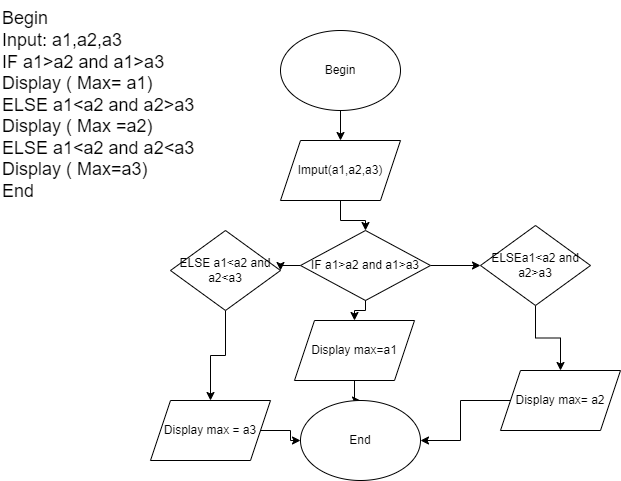 Begin
Input: a1,a2,a3
IF a1>a2 and a1>a3
Display ( Max= a1)
ELSE a1<a2 and a2>a3
Display ( Max =a2)
ELSE a1<a2 and a2<a3
Display ( Max=a3)
End
Begin
Imput(a1,a2,a3)
ELSE a1<a2 and
a2<a3
IF a1>a2 and a1>a3
ELSEa1<a2 and
a2>a3
Display max=a1
Display max= a2
Display max = a3
End